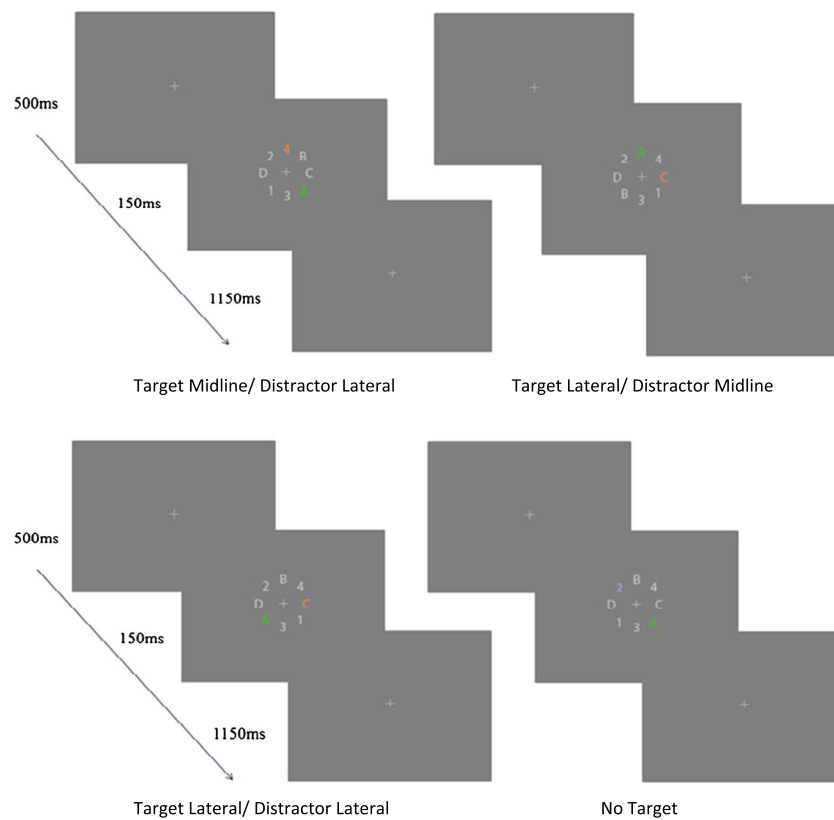 500ms
4
2 B
D + C
1 A
3
150ms
1150ms
Target Midline/ Distractor Lateral
A
2 4
D + C
B 1
3
Target Lateral/ Distractor Midline
500ms
B
2 4
D + C
A 1
3
150ms
1150ms
Target Lateral/ Distractor Lateral
B
2 4
D + C
1 A
3
No Target